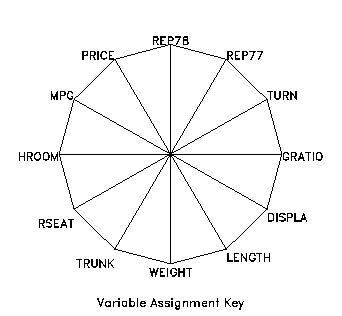 REP78
PRICE
REP77
MPG
TURN
HROOM
GRATIO
RSEAT
DISPLA
TRUNK
LENGTH
WEIGHT
Variable Assignment Key